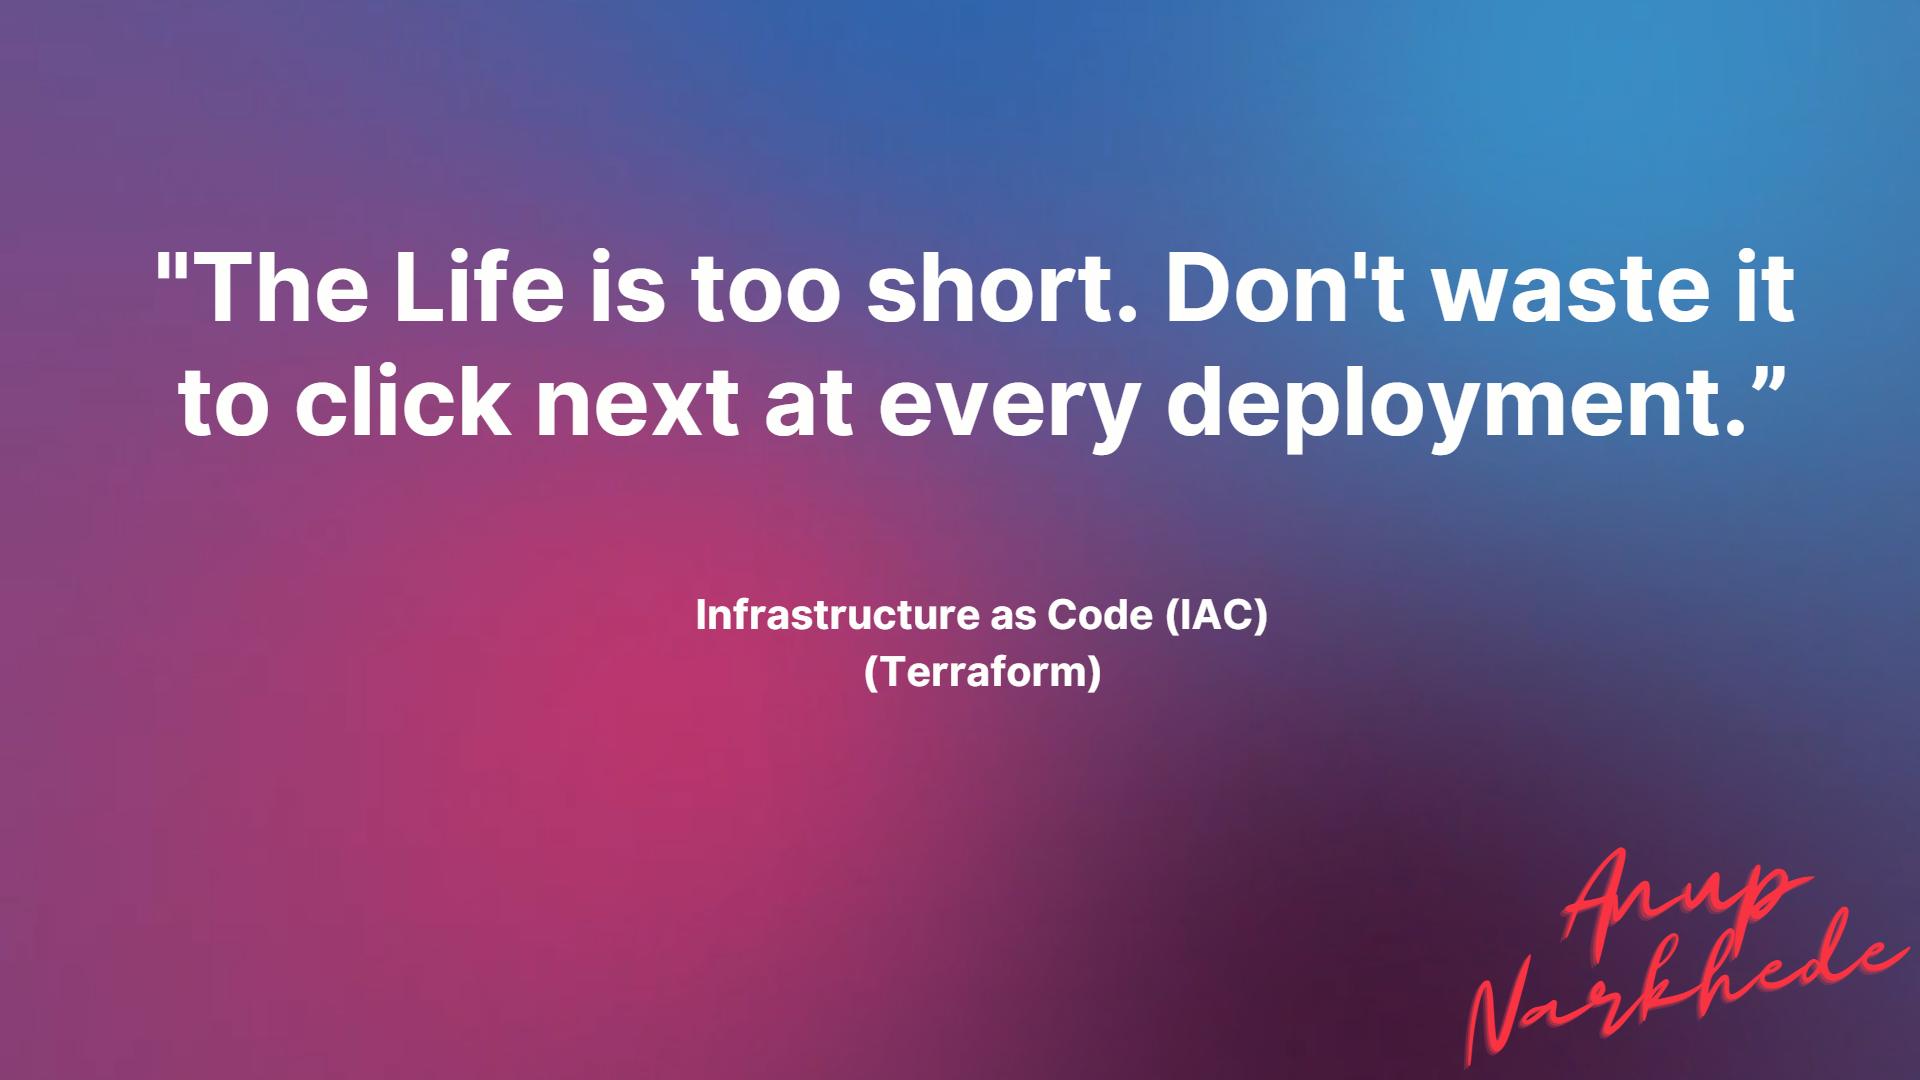 "The Life is too short. Don't waste it
to click next at every deployment.”
Infrastructure as Code (IAC)
(Terraform)
Anup
Narkhede